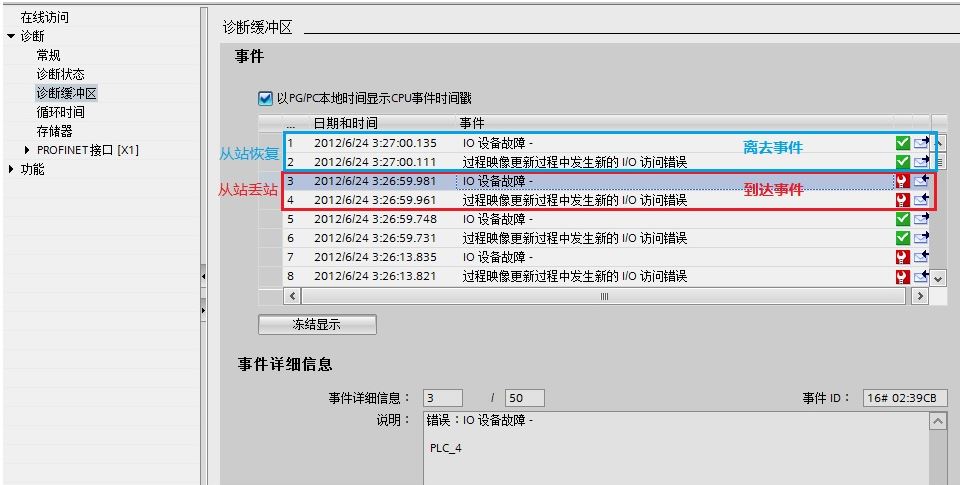 在线访问
诊断
常规
诊断状态
诊断缓冲区
循环时间
存储器
PROFINET 接口 [X1]
功能
诊断缓冲区
事件
以PG/PC本地时间显示CPU事件时间戳
... 日期和时间 事件
从站恢复
1 2012/6/24 3:27:00.135 IO 设备故障 - 离去事件
2 2012/6/24 3:27:00.111 过程映像更新过程中发生新的 I/O 访问错误
从站丢站
3 2012/6/24 3:26:59.981 IO 设备故障 - 到达事件
4 2012/6/24 3:26:59.961 过程映像更新过程中发生新的 I/O 访问错误
5 2012/6/24 3:26:59.748 IO 设备故障 -
6 2012/6/24 3:26:59.731 过程映像更新过程中发生新的 I/O 访问错误
7 2012/6/24 3:26:13.835 IO 设备故障 -
8 2012/6/24 3:26:13.821 过程映像更新过程中发生新的 I/O 访问错误
冻结显示
事件详细信息
事件详细信息： 3 / 50 事件 ID： 16# 02:39CB
说明： 错误：IO 设备故障 -
PLC_4